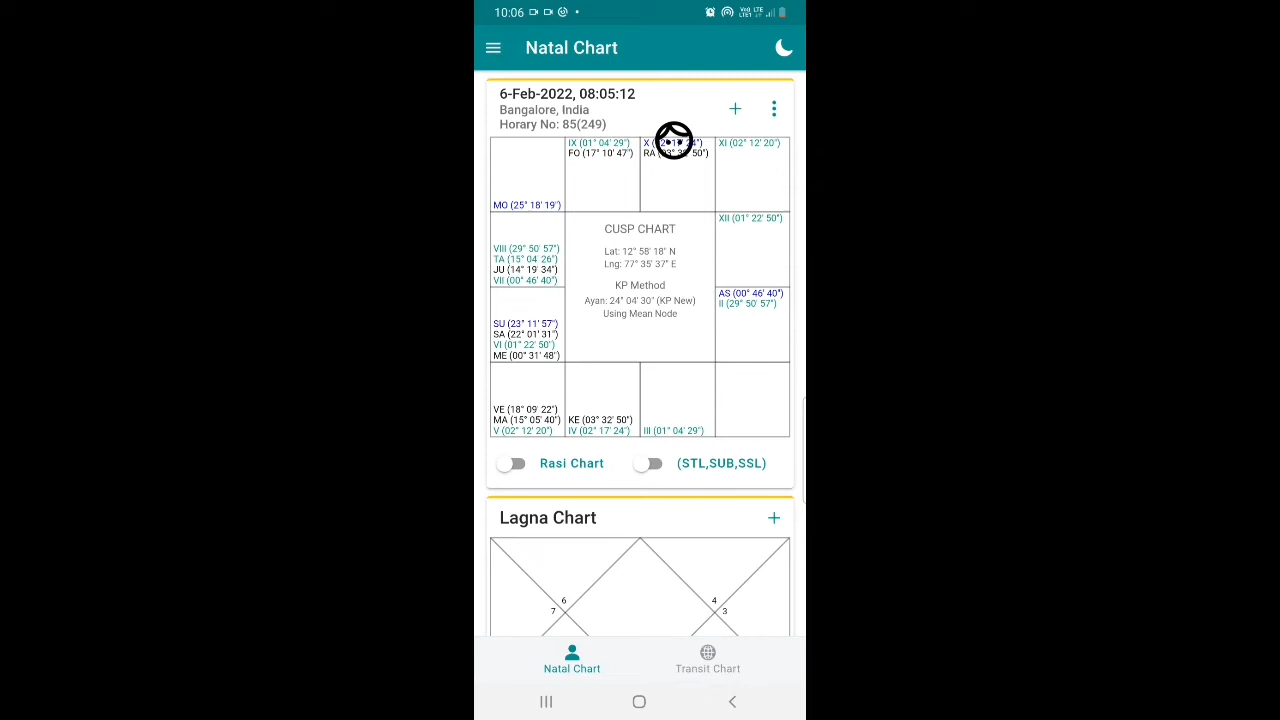 10:06
Vo) LTE
LTE1
Natal Chart
6-Feb-2022, 08:05:12
Bangalore, India
Horary No: 85(249)
IX (01° 04' 29")
FO (17° 10' 47")
X
RA
50")
XI (02° 12' 20")
MO (25° 18' 19")
XII (01° 22' 50")
CUSP CHART
Lat: 12° 58' 18" N
Lng: 77° 35' 37" E
KP Method
Ayan: 24° 04' 30" (KP New)
Using Mean Node
VIII (29° 50' 57")
TA (15° 04' 26")
JU (14° 19' 34")
VII (00° 46' 40")
AS (00° 46' 40")
II (29° 50' 57")
SU (23° 11' 57")
SA (22° 01' 31")
VI (01° 22' 50")
ME (00° 31' 48")
VE (18° 09' 22")
MA (15° 05' 40")
V (02° 12' 20")
KE (03° 32' 50")
IV (02° 17' 24")
III (01° 04' 29")
Rasi Chart
(STL,SUB,SSL)
Lagna Chart
6
7
4
3
Natal Chart
Transit Chart